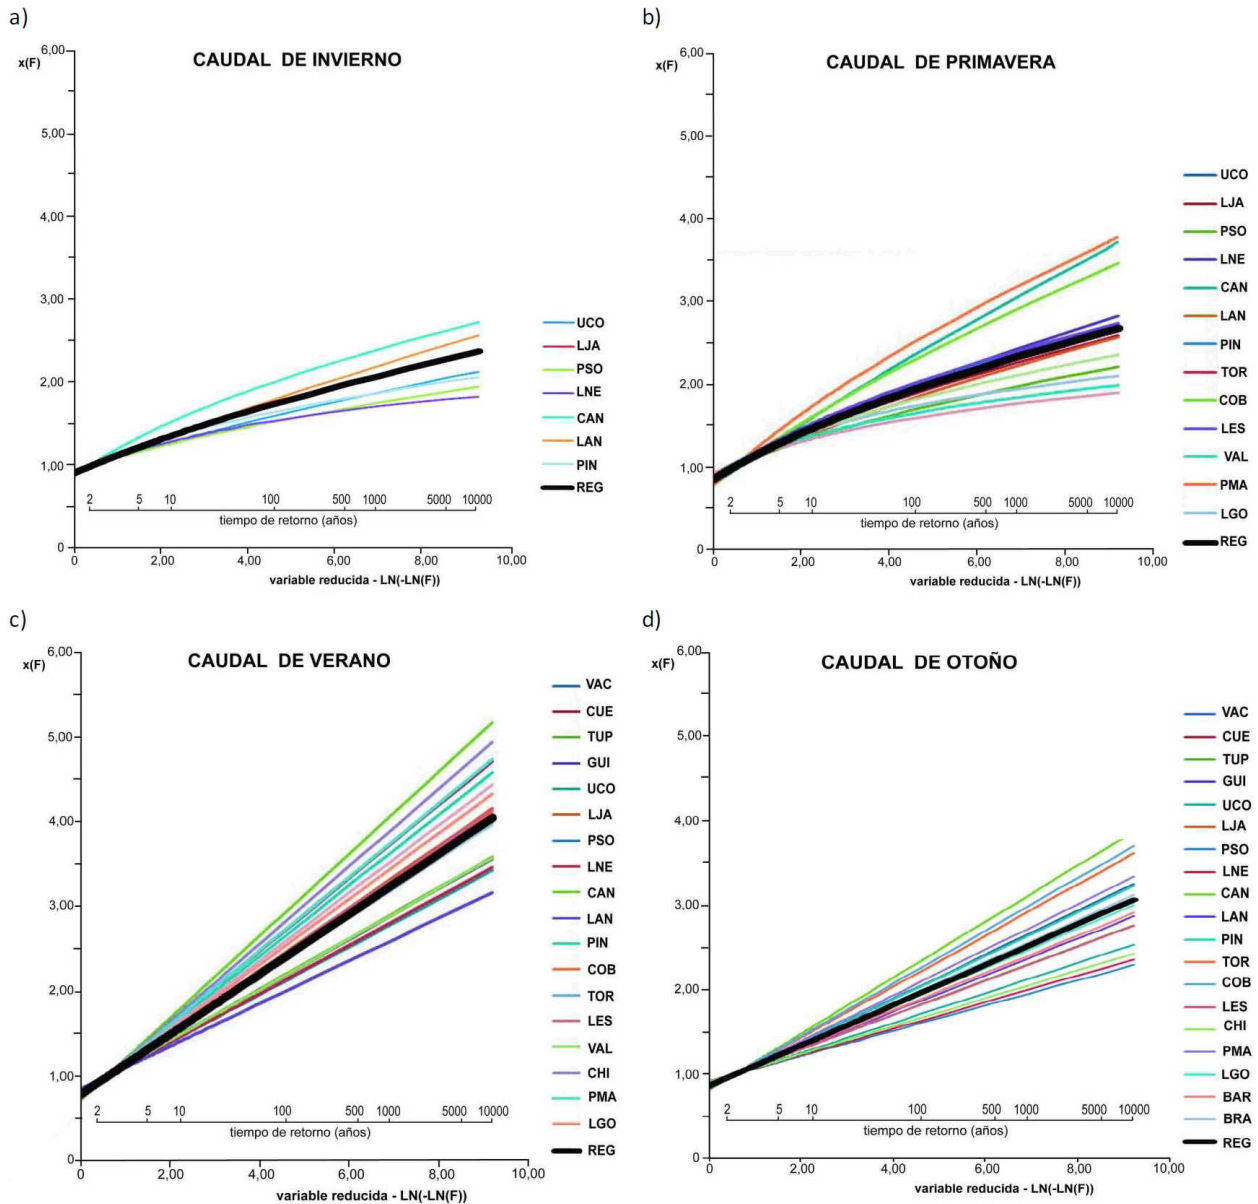 a)
CAUDAL DE INVIERNO
x(F)
6,00
5,00
4,00
3,00
2,00
1,00
0
UCO
LJA
PSO
LNE
CAN
LAN
PIN
REG
2 5 10 100 500 1000 5000 10000
tiempo de retorno (años)
0 2,00 4,00 6,00 8,00 10,00
variable reducida - LN(-LN(F))
b)
CAUDAL DE PRIMAVERA
x(F)
6,00
5,00
4,00
3,00
2,00
1,00
0
UCO
LJA
PSO
LNE
CAN
LAN
PIN
TOR
COB
LES
VAL
PMA
LGO
REG
2 5 10 100 500 1000 5000 10000
tiempo de retorno (años)
0 2,00 4,00 6,00 8,00 10,00
variable reducida - LN(-LN(F))
c)
CAUDAL DE VERANO
x(F)
6,00
5,00
4,00
3,00
2,00
1,00
0
VAC
CUE
TUP
GUI
UCO
LJA
PSO
LNE
CAN
LAN
PIN
COB
TOR
LES
VAL
CHI
PMA
LGO
REG
2 5 10 100 500 1000 5000 10000
tiempo de retorno (años)
0 2,00 4,00 6,00 8,00 10,00
variable reducida - LN(-LN(F))
d)
CAUDAL DE OTOÑO
x(F)
6,00
5,00
4,00
3,00
2,00
1,00
0
VAC
CUE
TUP
GUI
UCO
LJA
PSO
LNE
CAN
LAN
PIN
TOR
COB
LES
CHI
PMA
LGO
BAR
BRA
REG
2 5 10 100 500 1000 5000 10000
tiempo de retorno (años)
0 2,00 4,00 6,00 8,00 10,00
variable reducida - LN(-LN(F))